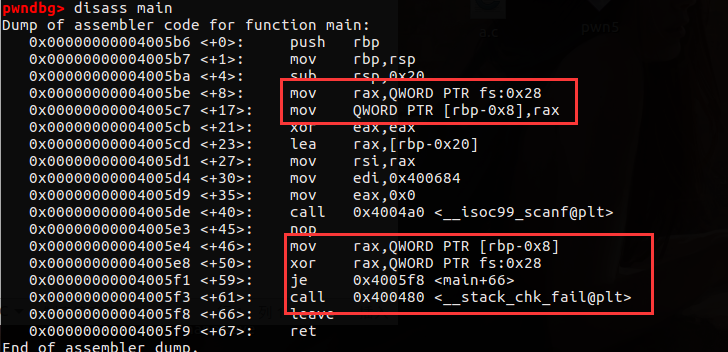 a.c
pwn5
pwndbg> disass main
Dump of assembler code for function main:
0x00000000004005b6 <+0>: push rbp
0x00000000004005b7 <+1>: mov rbp,rsp
0x00000000004005ba <+4>: sub rsp,0x20
0x00000000004005be <+8>: mov rax,QWORD PTR fs:0x28
0x00000000004005c7 <+17>: mov QWORD PTR [rbp-0x8],rax
0x00000000004005cb <+21>: xor eax,eax
0x00000000004005cd <+23>: lea rax,[rbp-0x20]
0x00000000004005d1 <+27>: mov rsi,rax
0x00000000004005d4 <+30>: mov edi,0x400684
0x00000000004005d9 <+35>: mov eax,0x0
0x00000000004005de <+40>: call 0x4004a0 <__isoc99_scanf@plt>
0x00000000004005e3 <+45>: nop
0x00000000004005e4 <+46>: mov rax,QWORD PTR [rbp-0x8]
0x00000000004005e8 <+50>: xor rax,QWORD PTR fs:0x28
0x00000000004005f1 <+59>: je 0x4005f8 <main+66>
0x00000000004005f3 <+61>: call 0x400480 <__stack_chk_fail@plt>
0x00000000004005f8 <+66>: leave
0x00000000004005f9 <+67>: ret
End of assembler dump.